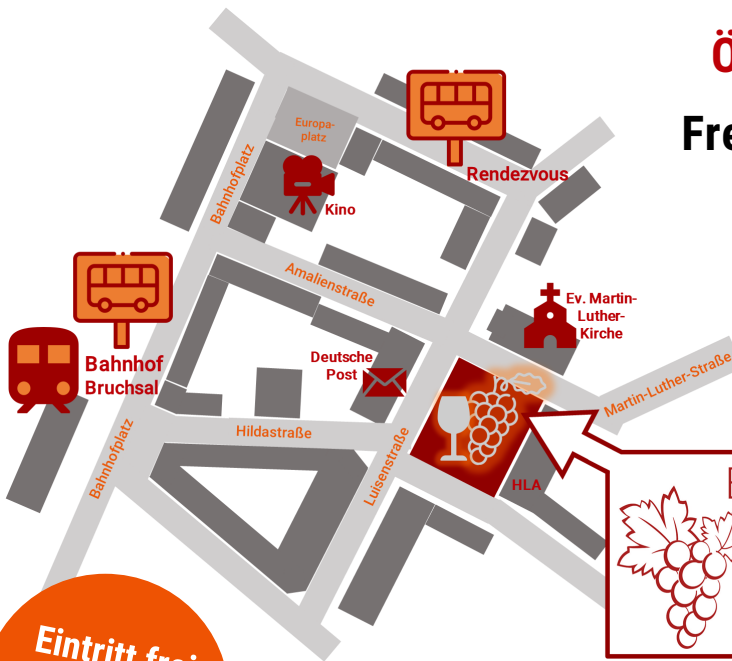 Ö
Fre
Europa-
platz
Rendezvous
Bahnhofplatz
Kino
Amalienstraße
Ev. Martin-
Luther-
Kirche
Bahnhof
Bruchsal
Deutsche
Post
Martin-Luther-Straße
Hildastraße
Bahnhofplatz
Luisenstraße
HLA
Eintritt frei